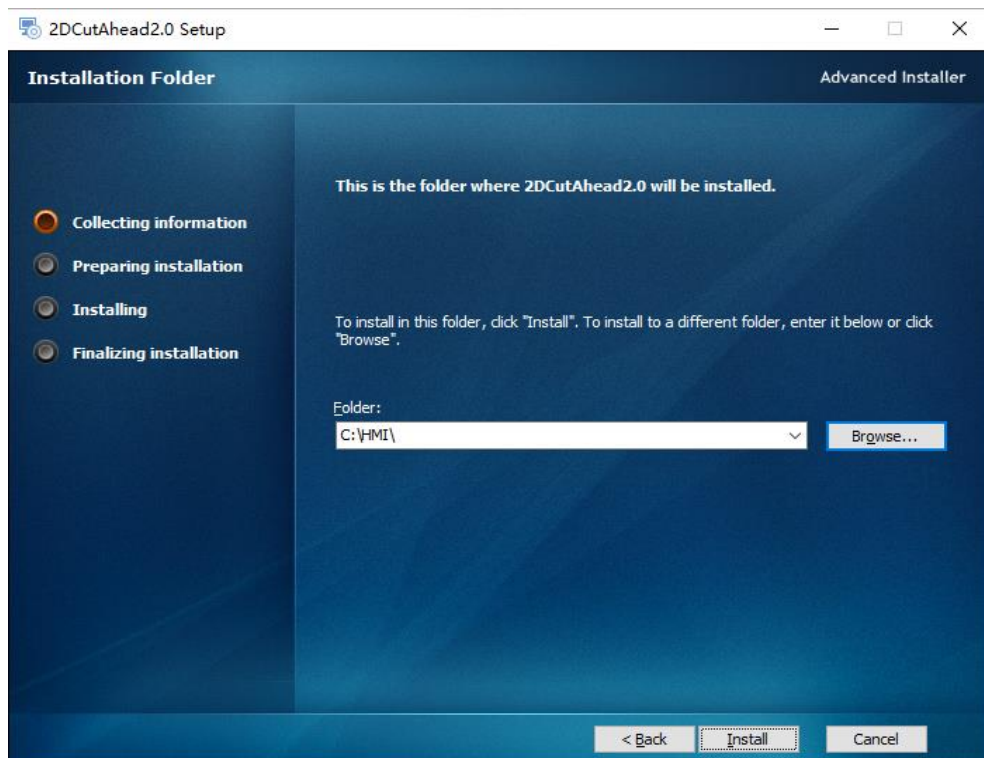 2DCutAhead2.0 Setup
Installation Folder
Advanced Installer
This is the folder where 2DCutAhead2.0 will be installed.
Collecting information
Preparing installation
Installing
Finalizing installation
To install in this folder, click "Install". To install to a different folder, enter it below or click
"Browse".
Folder:
C:\HMI\
Browse...
< Back
Install
Cancel